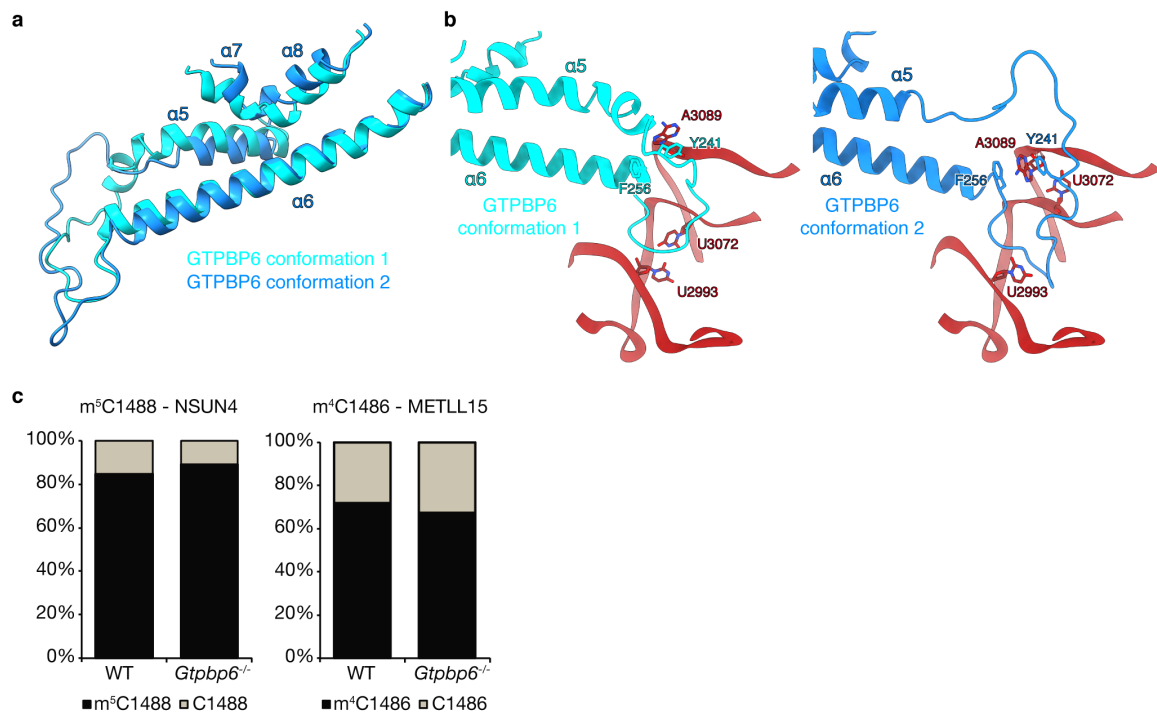 a
α7
α8
α5
α6
GTPBP6 conformation 1
GTPBP6 conformation 2
b
α5
A3089
Y241
α6
F256
GTPBP6
conformation 1
U3072
U2993
α5
A3089
Y241
α6
F256
U3072
GTPBP6
conformation 2
U2993
c
m⁵C1488 - NSUN4
100%
80%
60%
40%
20%
0%
WT
Gtpbp6⁻/⁻
m⁵C1488
C1488
m⁴C1486 - METLL15
100%
80%
60%
40%
20%
0%
WT
Gtpbp6⁻/⁻
m⁴C1486
C1486